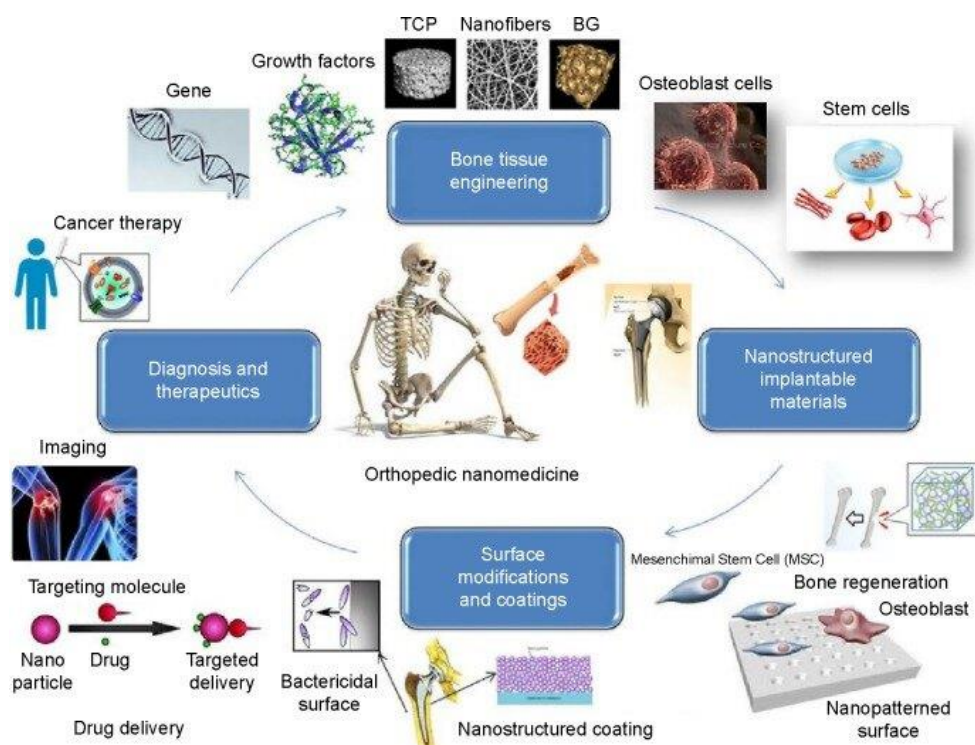 TCP Nanofibers BG
Growth factors
Gene
Osteoblast cells
Stem cells
Bone tissue
engineering
Cancer therapy
Diagnosis and
therapeutics
Nanostructured
implantable
materials
Imaging
Orthopedic nanomedicine
Surface
modifications
and coatings
Mesenchimal Stem Cell (MSC)
Bone regeneration
Osteoblast
Targeting molecule
Nano
particle
Drug
Targeted
delivery
Drug delivery
Bactericidal
surface
Nanostructured coating
Nanopatterned
surface